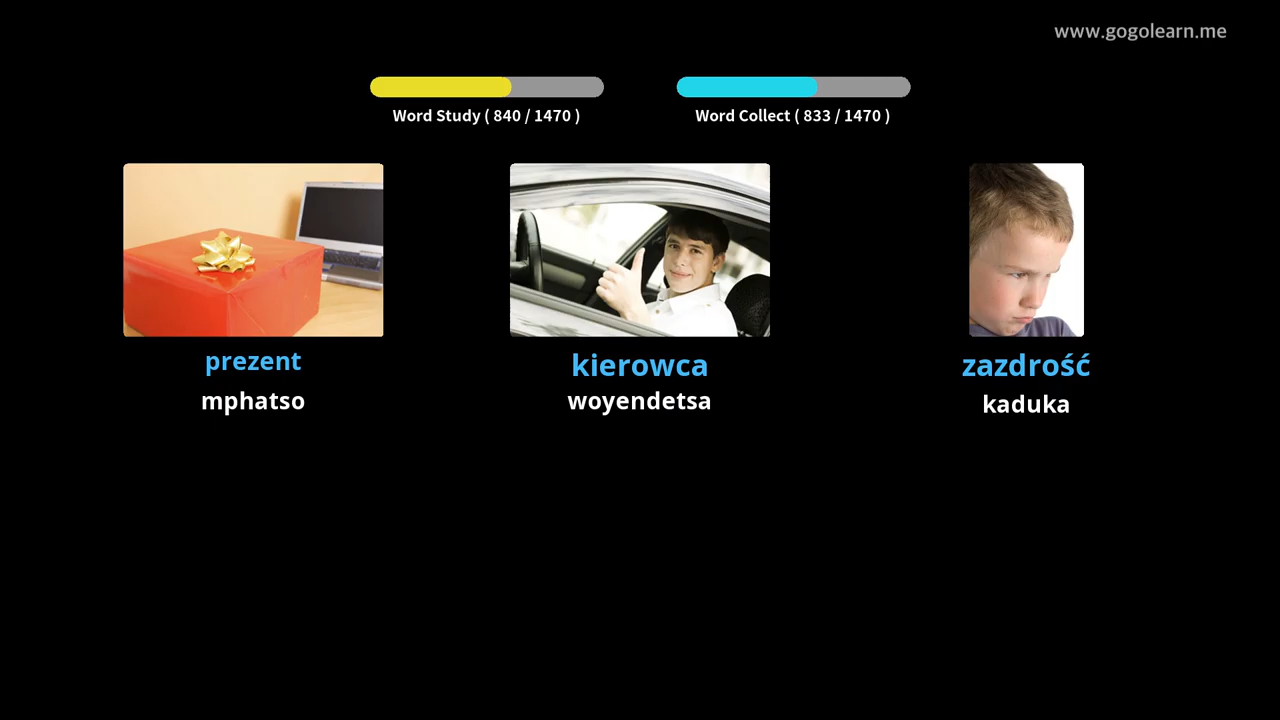 www.gogolearn.me
Word Study ( 840 / 1470 )
Word Collect ( 833 / 1470 )
prezent
mphatso
kierowca
woyendetsa
zazdrość
kaduka